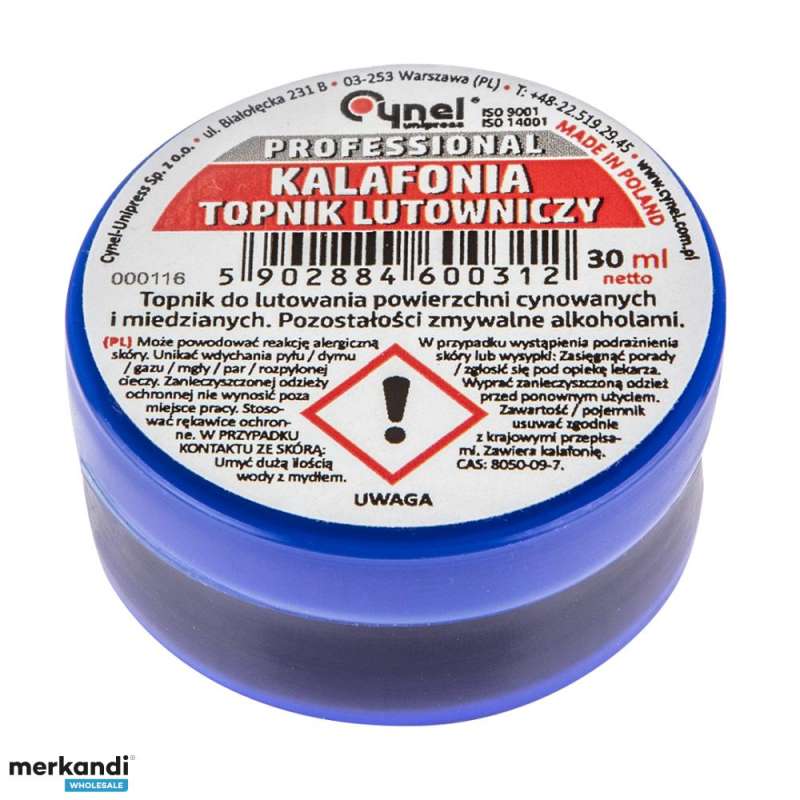 Cynel-Unipress Sp. z o.o. • ul. Białołęcka 231 B • 03-253 Warszawa (PL) • T: +48-22.519.29.45 • www.cynel.com.pl
Cynel®
unipress
ISO 9001
ISO 14001
MADE IN POLAND
PROFESSIONAL
KALAFONIA
TOPNIK LUTOWNICZY
000116
5 902884 600312
30 ml
netto
Topnik do lutowania powierzchni cynowanych
i miedzianych. Pozostałości zmywalne alkoholami.
(PL) Może powodować reakcję alergiczną
skóry. Unikać wdychania pyłu / dymu
/ gazu / mgły / par / rozpylonej
cieczy. Zanieczyszczonej odzieży
ochronnej nie wynosić poza
miejsce pracy. Stoso-
wać rękawice ochron-
ne. W PRZYPADKU
KONTAKTU ZE SKÓRĄ:
Umyć dużą ilością
wody z mydłem.
W przypadku wystąpienia podrażnienia
skóry lub wysypki: Zasięgnąć porady
/ zgłosić się pod opiekę lekarza.
Wyprać zanieczyszczoną odzież
przed ponownym użyciem.
Zawartość / pojemnik
usuwać zgodnie
z krajowymi przepisa-
mi. Zawiera kalafonię.
CAS: 8050-09-7.
UWAGA
merkandi
WHOLESALE